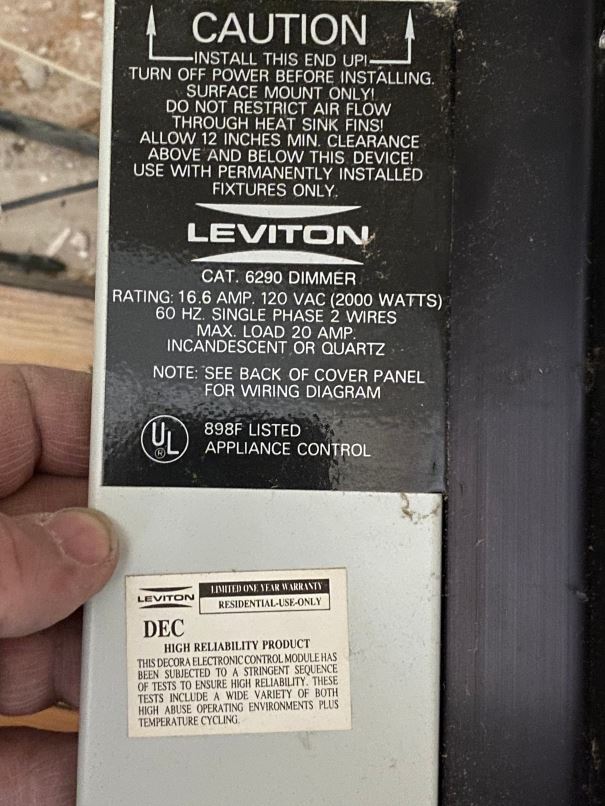 CAUTION
INSTALL THIS END UP!
TURN OFF POWER BEFORE INSTALLING.
SURFACE MOUNT ONLY!
DO NOT RESTRICT AIR FLOW
THROUGH HEAT SINK FINS!
ALLOW 12 INCHES MIN. CLEARANCE
ABOVE AND BELOW THIS DEVICE!
USE WITH PERMANENTLY INSTALLED
FIXTURES ONLY.
LEVITON
CAT. 6290 DIMMER
RATING: 16.6 AMP. 120 VAC (2000 WATTS)
60 HZ. SINGLE PHASE 2 WIRES
MAX. LOAD 20 AMP.
INCANDESCENT OR QUARTZ
NOTE: SEE BACK OF COVER PANEL
FOR WIRING DIAGRAM
UL ®
898F LISTED
APPLIANCE CONTROL
LEVITON
LIMITED ONE YEAR WARRANTY
RESIDENTIAL-USE-ONLY
DEC
HIGH RELIABILITY PRODUCT
THIS DECORA ELECTRONIC CONTROL MODULE HAS
BEEN SUBJECTED TO A STRINGENT SEQUENCE
OF TESTS TO ENSURE HIGH RELIABILITY. THESE
TESTS INCLUDE A WIDE VARIETY OF BOTH
HIGH ABUSE OPERATING ENVIRONMENTS PLUS
TEMPERATURE CYCLING.